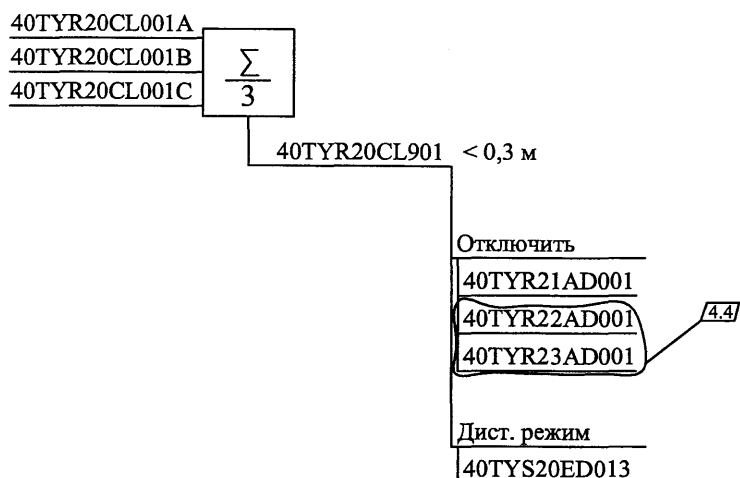 40TYR20CL001A
40TYR20CL001B
40TYR20CL001C
Σ
3
40TYR20CL901 < 0,3 м
Отключить
40TYR21AD001
40TYR22AD001
4.4
40TYR23AD001
Дист. режим
40TYS20ED013